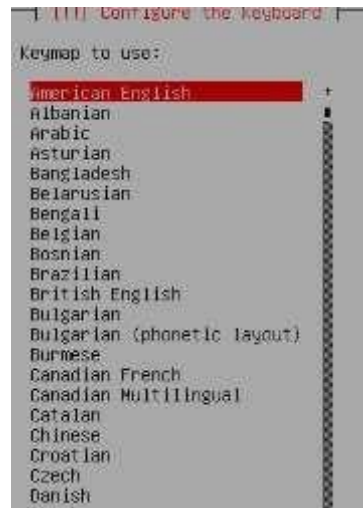 [!!] Configure the keyboard
Keymap to use:
American English
Albanian
Arabic
Asturian
Bangladesh
Belarusian
Bengali
Belgian
Bosnian
Brazilian
British English
Bulgarian
Bulgarian (phonetic layout)
Burmese
Canadian French
Canadian Multilingual
Catalan
Chinese
Croatian
Czech
Danish